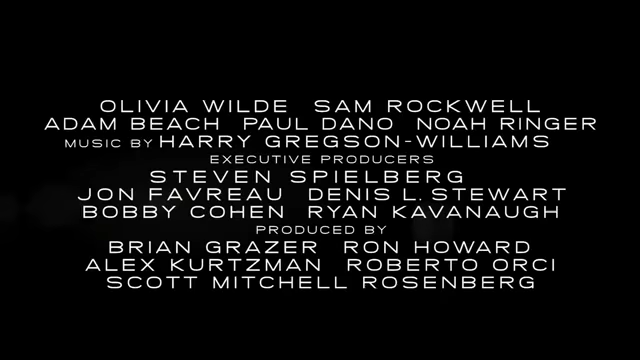 OLIVIA WILDE SAM ROCKWELL
ADAM BEACH PAUL DANO NOAH RINGER
MUSIC BY HARRY GREGSON-WILLIAMS
EXECUTIVE PRODUCERS
STEVEN SPIELBERG
JON FAVREAU DENIS L. STEWART
BOBBY COHEN RYAN KAVANAUGH
PRODUCED BY
BRIAN GRAZER RON HOWARD
ALEX KURTZMAN ROBERTO ORCI
SCOTT MITCHELL ROSENBERG